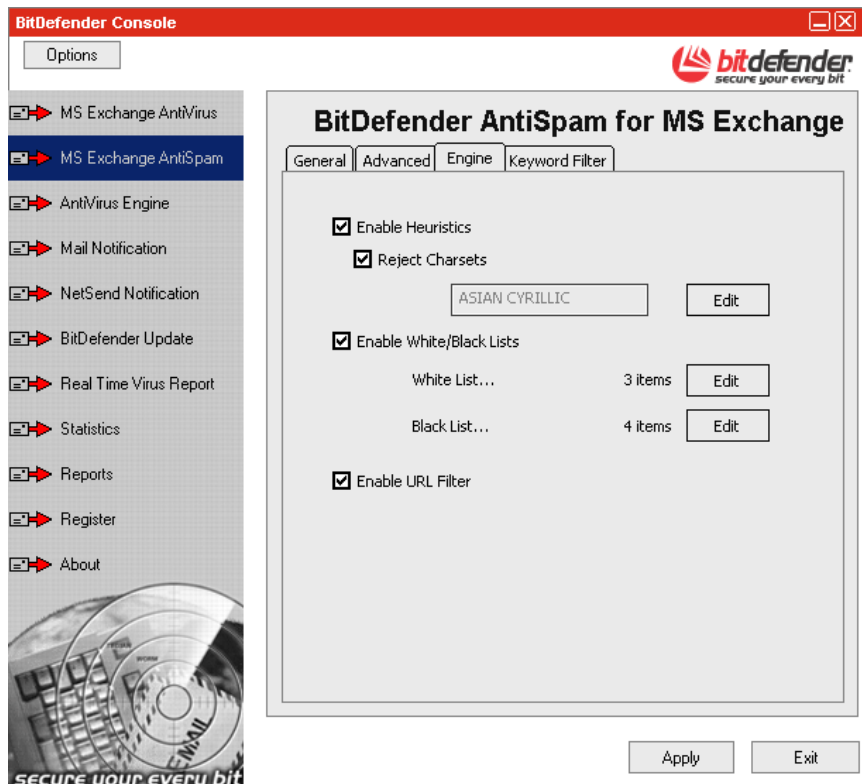 BitDefender Console
Options
bitdefender
secure your every bit
MS Exchange AntiVirus
MS Exchange AntiSpam
AntiVirus Engine
Mail Notification
NetSend Notification
BitDefender Update
Real Time Virus Report
Statistics
Reports
Register
About
TROJAN
WORM
EMAIL
secure your every bit
BitDefender AntiSpam for MS Exchange
General Advanced Engine Keyword Filter
Enable Heuristics
Reject Charsets
ASIAN CYRILLIC Edit
Enable White/Black Lists
White List... 3 items Edit
Black List... 4 items Edit
Enable URL Filter
Apply Exit